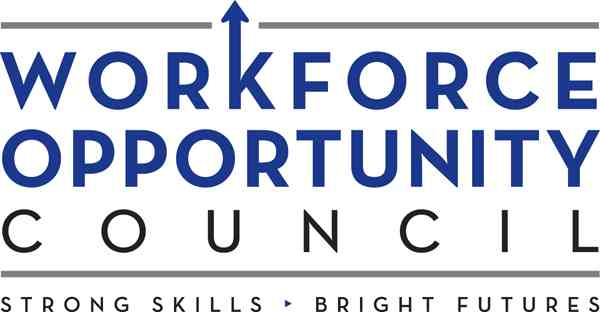 WORKFORCE
OPPORTUNITY
COUNCIL
STRONG SKILLS ▸ BRIGHT FUTURES